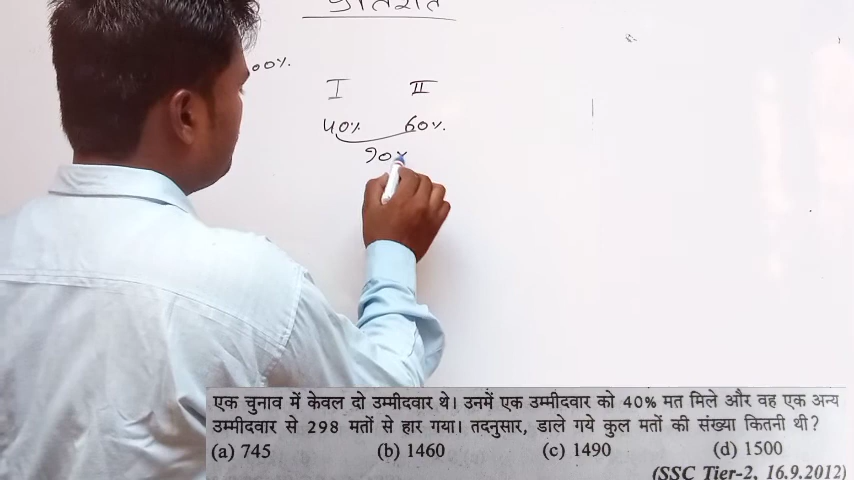 प्रतिशत
00%.
I II
40% 60%.
20%
एक चुनाव में केवल दो उम्मीदवार थे। उनमें एक उम्मीदवार को 40% मत मिले और वह एक अन्य
उम्मीदवार से 298 मतों से हार गया। तदनुसार, डाले गये कुल मतों की संख्या कितनी थी?
(a) 745 (b) 1460 (c) 1490 (d) 1500
(SSC Tier-2, 16.9.2012)